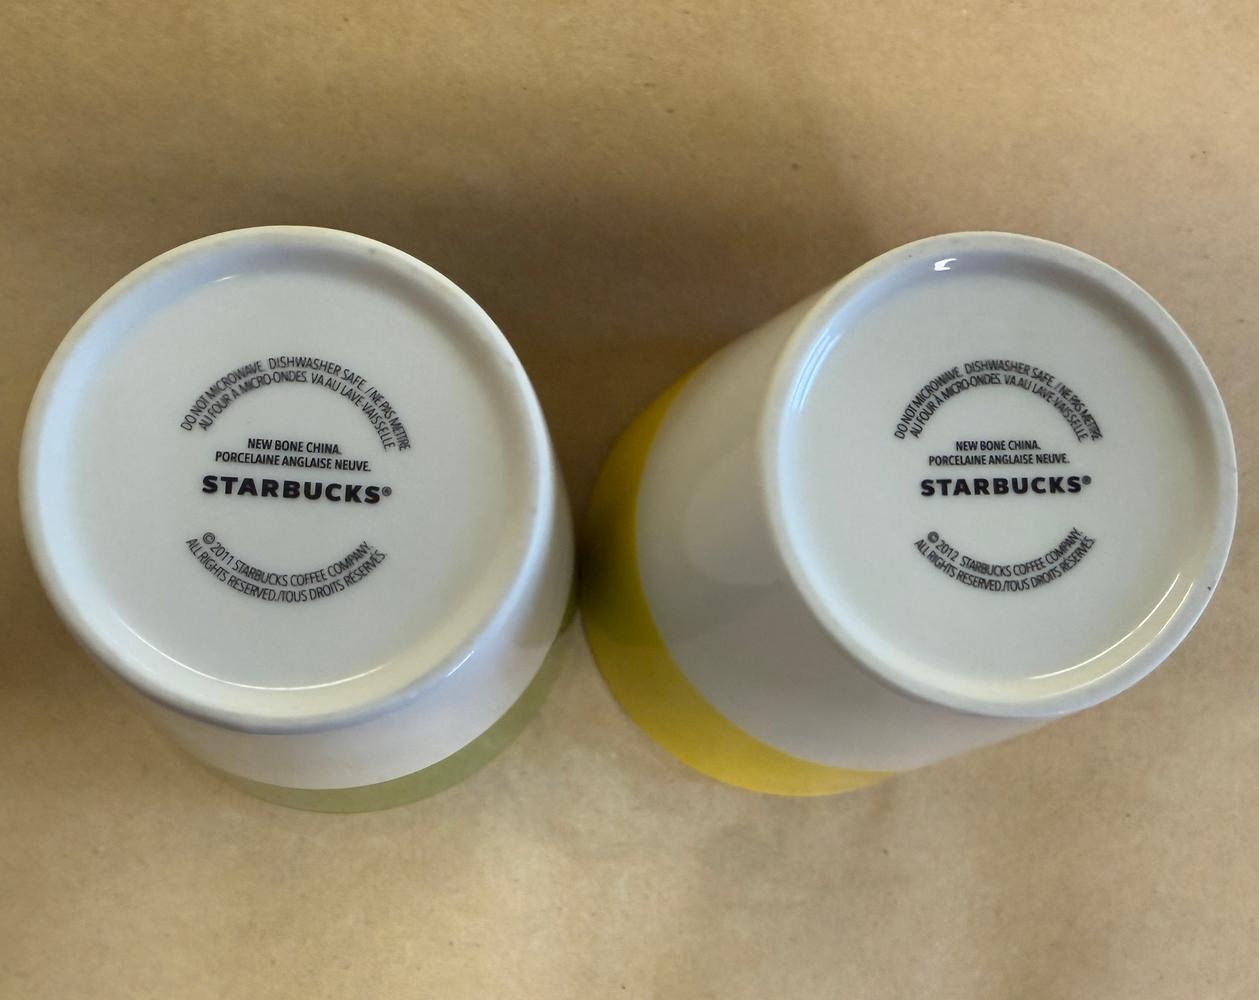 DO NOT MICROWAVE. DISHWASHER SAFE. / NE PAS METTRE
AU FOUR À MICRO-ONDES. VA AU LAVE-VAISSELLE
NEW BONE CHINA.
PORCELAINE ANGLAISE NEUVE.
STARBUCKS®
© 2011 STARBUCKS COFFEE COMPANY.
ALL RIGHTS RESERVED./TOUS DROITS RÉSERVÉS.
DO NOT MICROWAVE. DISHWASHER SAFE. / NE PAS METTRE
AU FOUR À MICRO-ONDES. VA AU LAVE-VAISSELLE
NEW BONE CHINA.
PORCELAINE ANGLAISE NEUVE.
STARBUCKS®
© 2012 STARBUCKS COFFEE COMPANY.
ALL RIGHTS RESERVED./TOUS DROITS RÉSERVÉS.